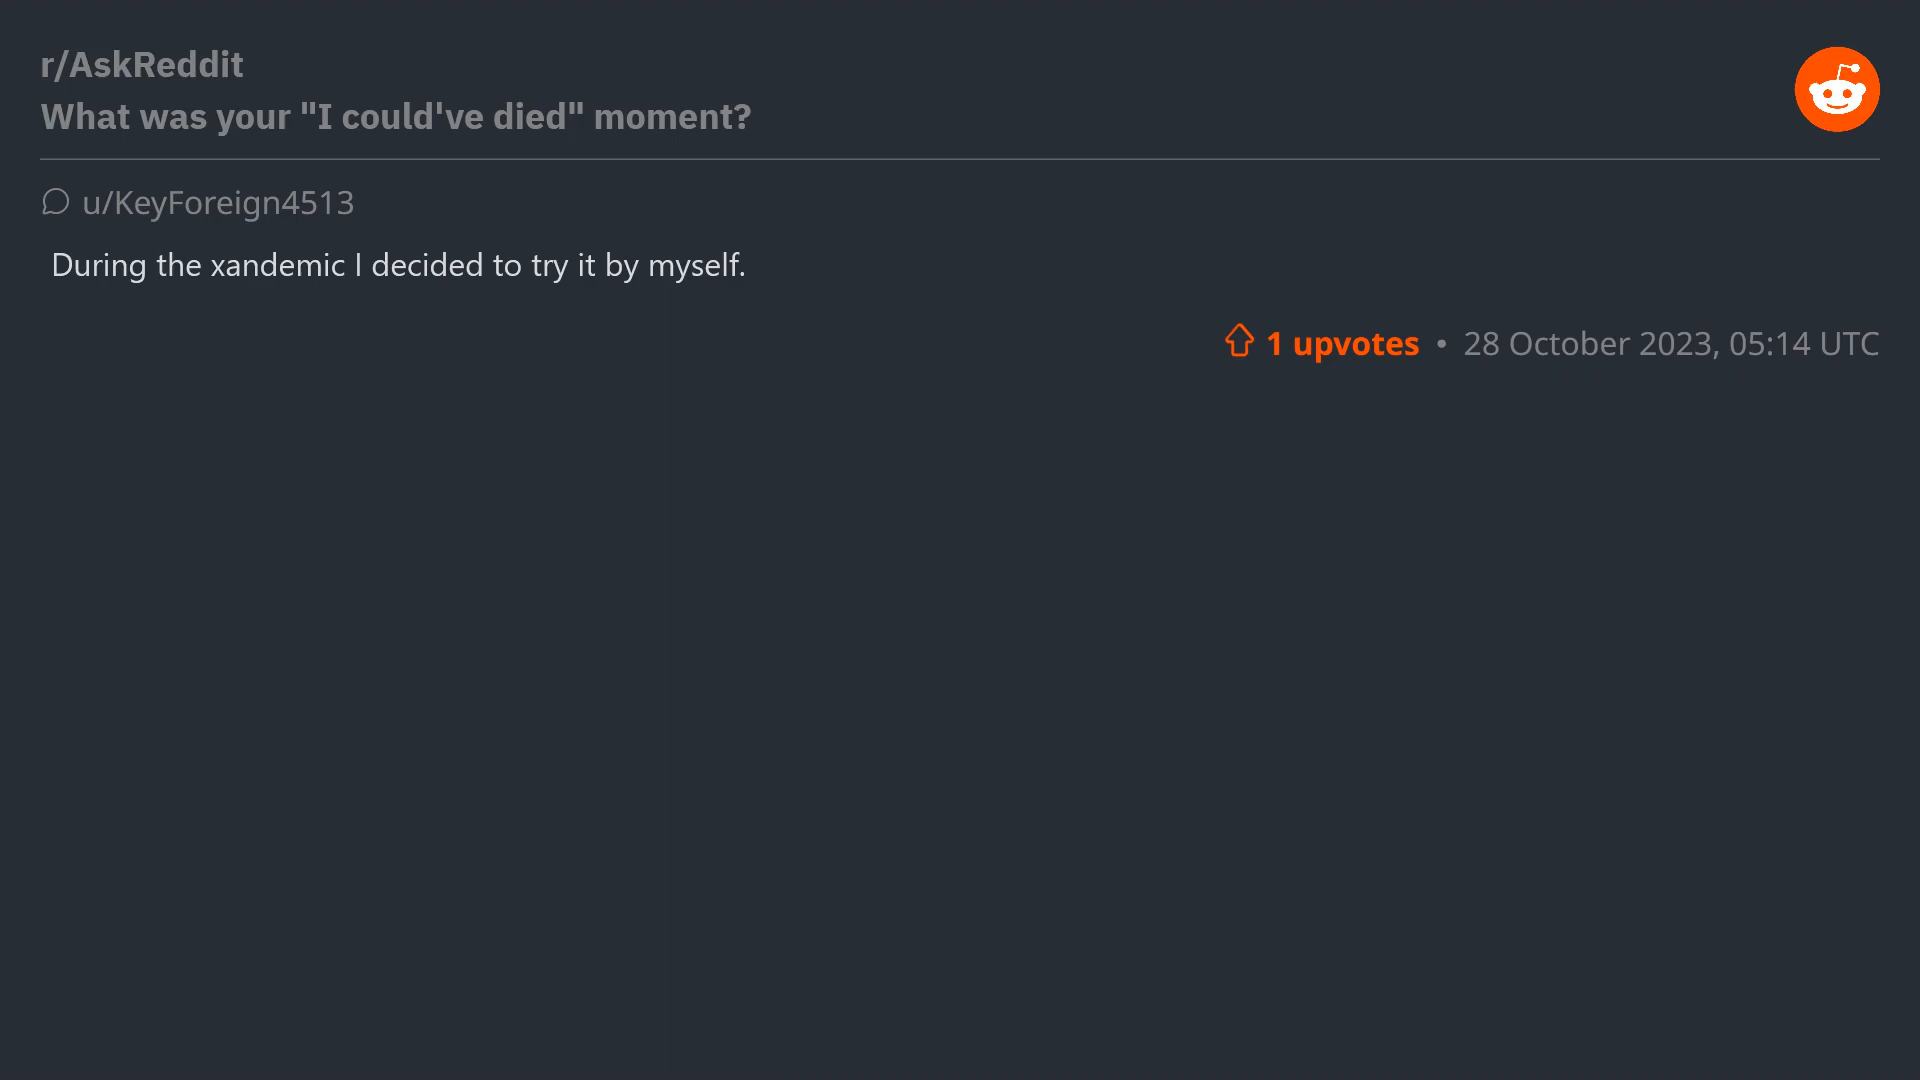 r/AskReddit
What was your "I could've died" moment?
u/KeyForeign4513
During the xandemic I decided to try it by myself.
1 upvotes • 28 October 2023, 05:14 UTC